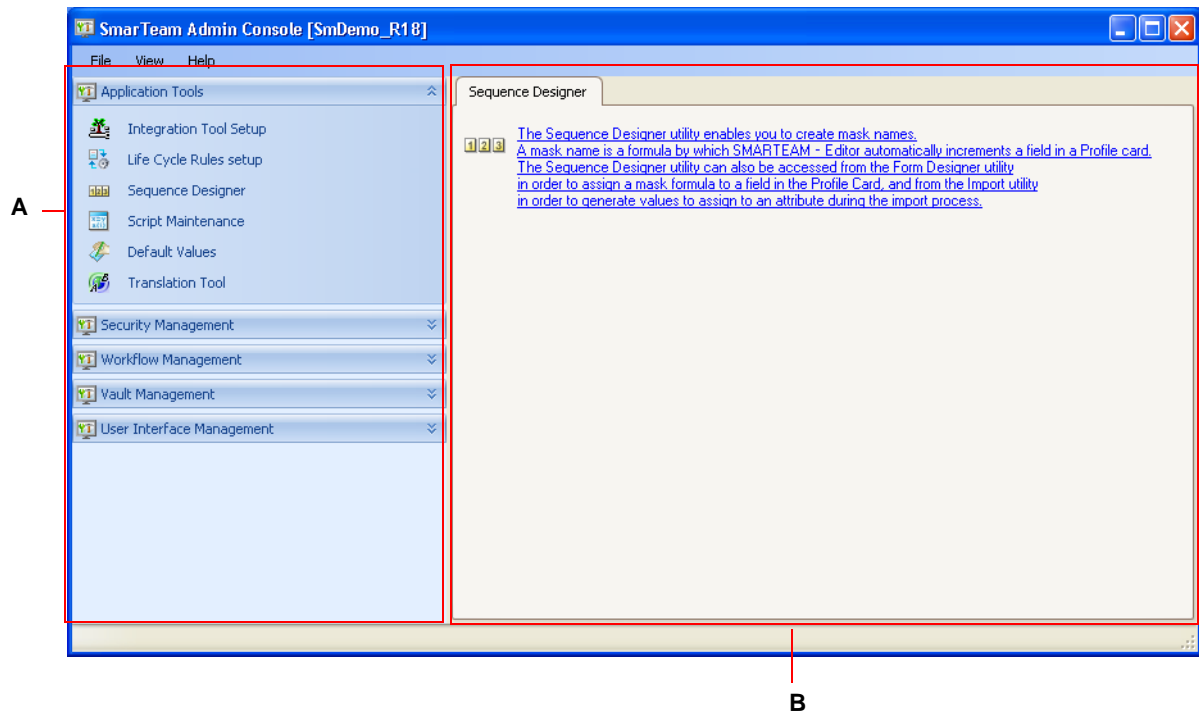 SmarTeam Admin Console [SmDemo_R18]
File View Help
Application Tools
Integration Tool Setup
Life Cycle Rules setup
Sequence Designer
Script Maintenance
Default Values
Translation Tool
Security Management
Workflow Management
Vault Management
User Interface Management
A
Sequence Designer
1 2 3
The Sequence Designer utility enables you to create mask names.
A mask name is a formula by which SMARTEAM - Editor automatically increments a field in a Profile card.
The Sequence Designer utility can also be accessed from the Form Designer utility
in order to assign a mask formula to a field in the Profile Card, and from the Import utility
in order to generate values to assign to an attribute during the import process.
B